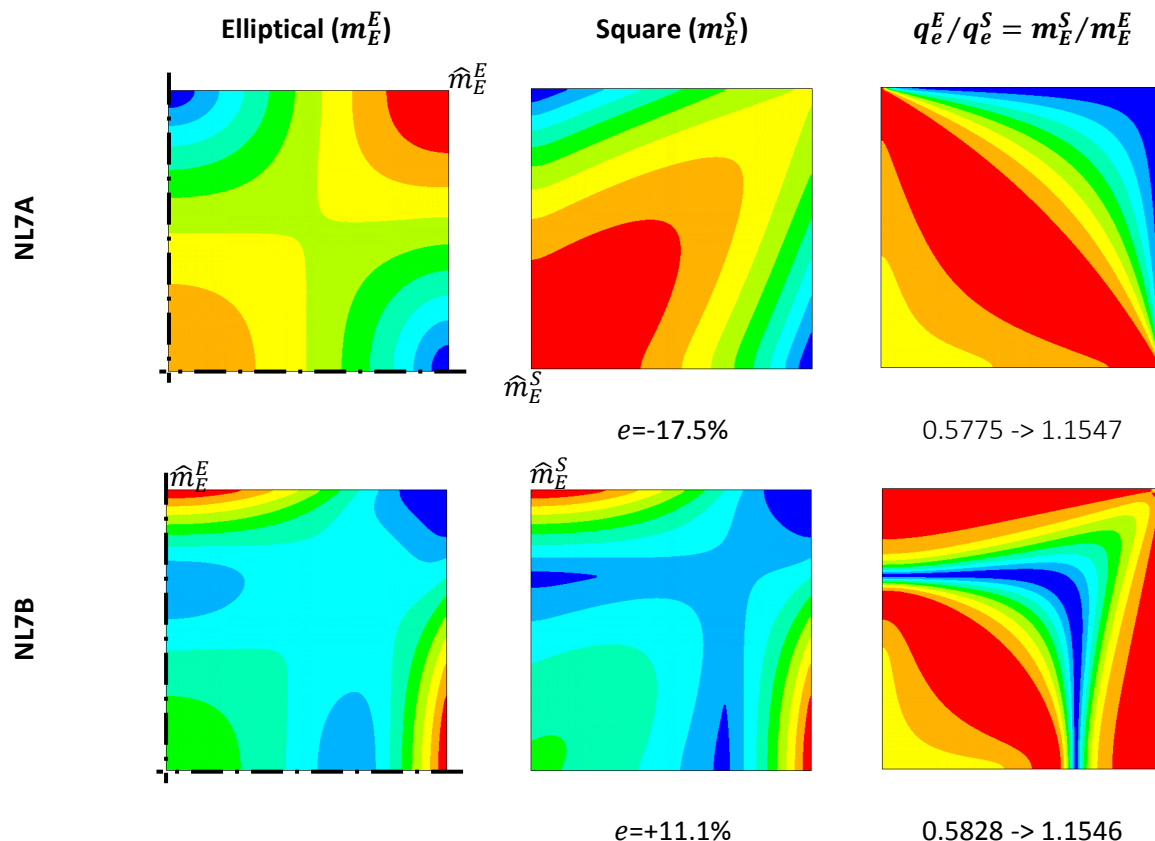 Elliptical (m_E^E) Square (m_E^S) q_e^E/q_e^S = m_E^S/m_E^E
m̂_E^E
NL7A
m̂_E^S
e=-17.5% 0.5775 -> 1.1547
m̂_E^E m̂_E^S
NL7B
e=+11.1% 0.5828 -> 1.1546